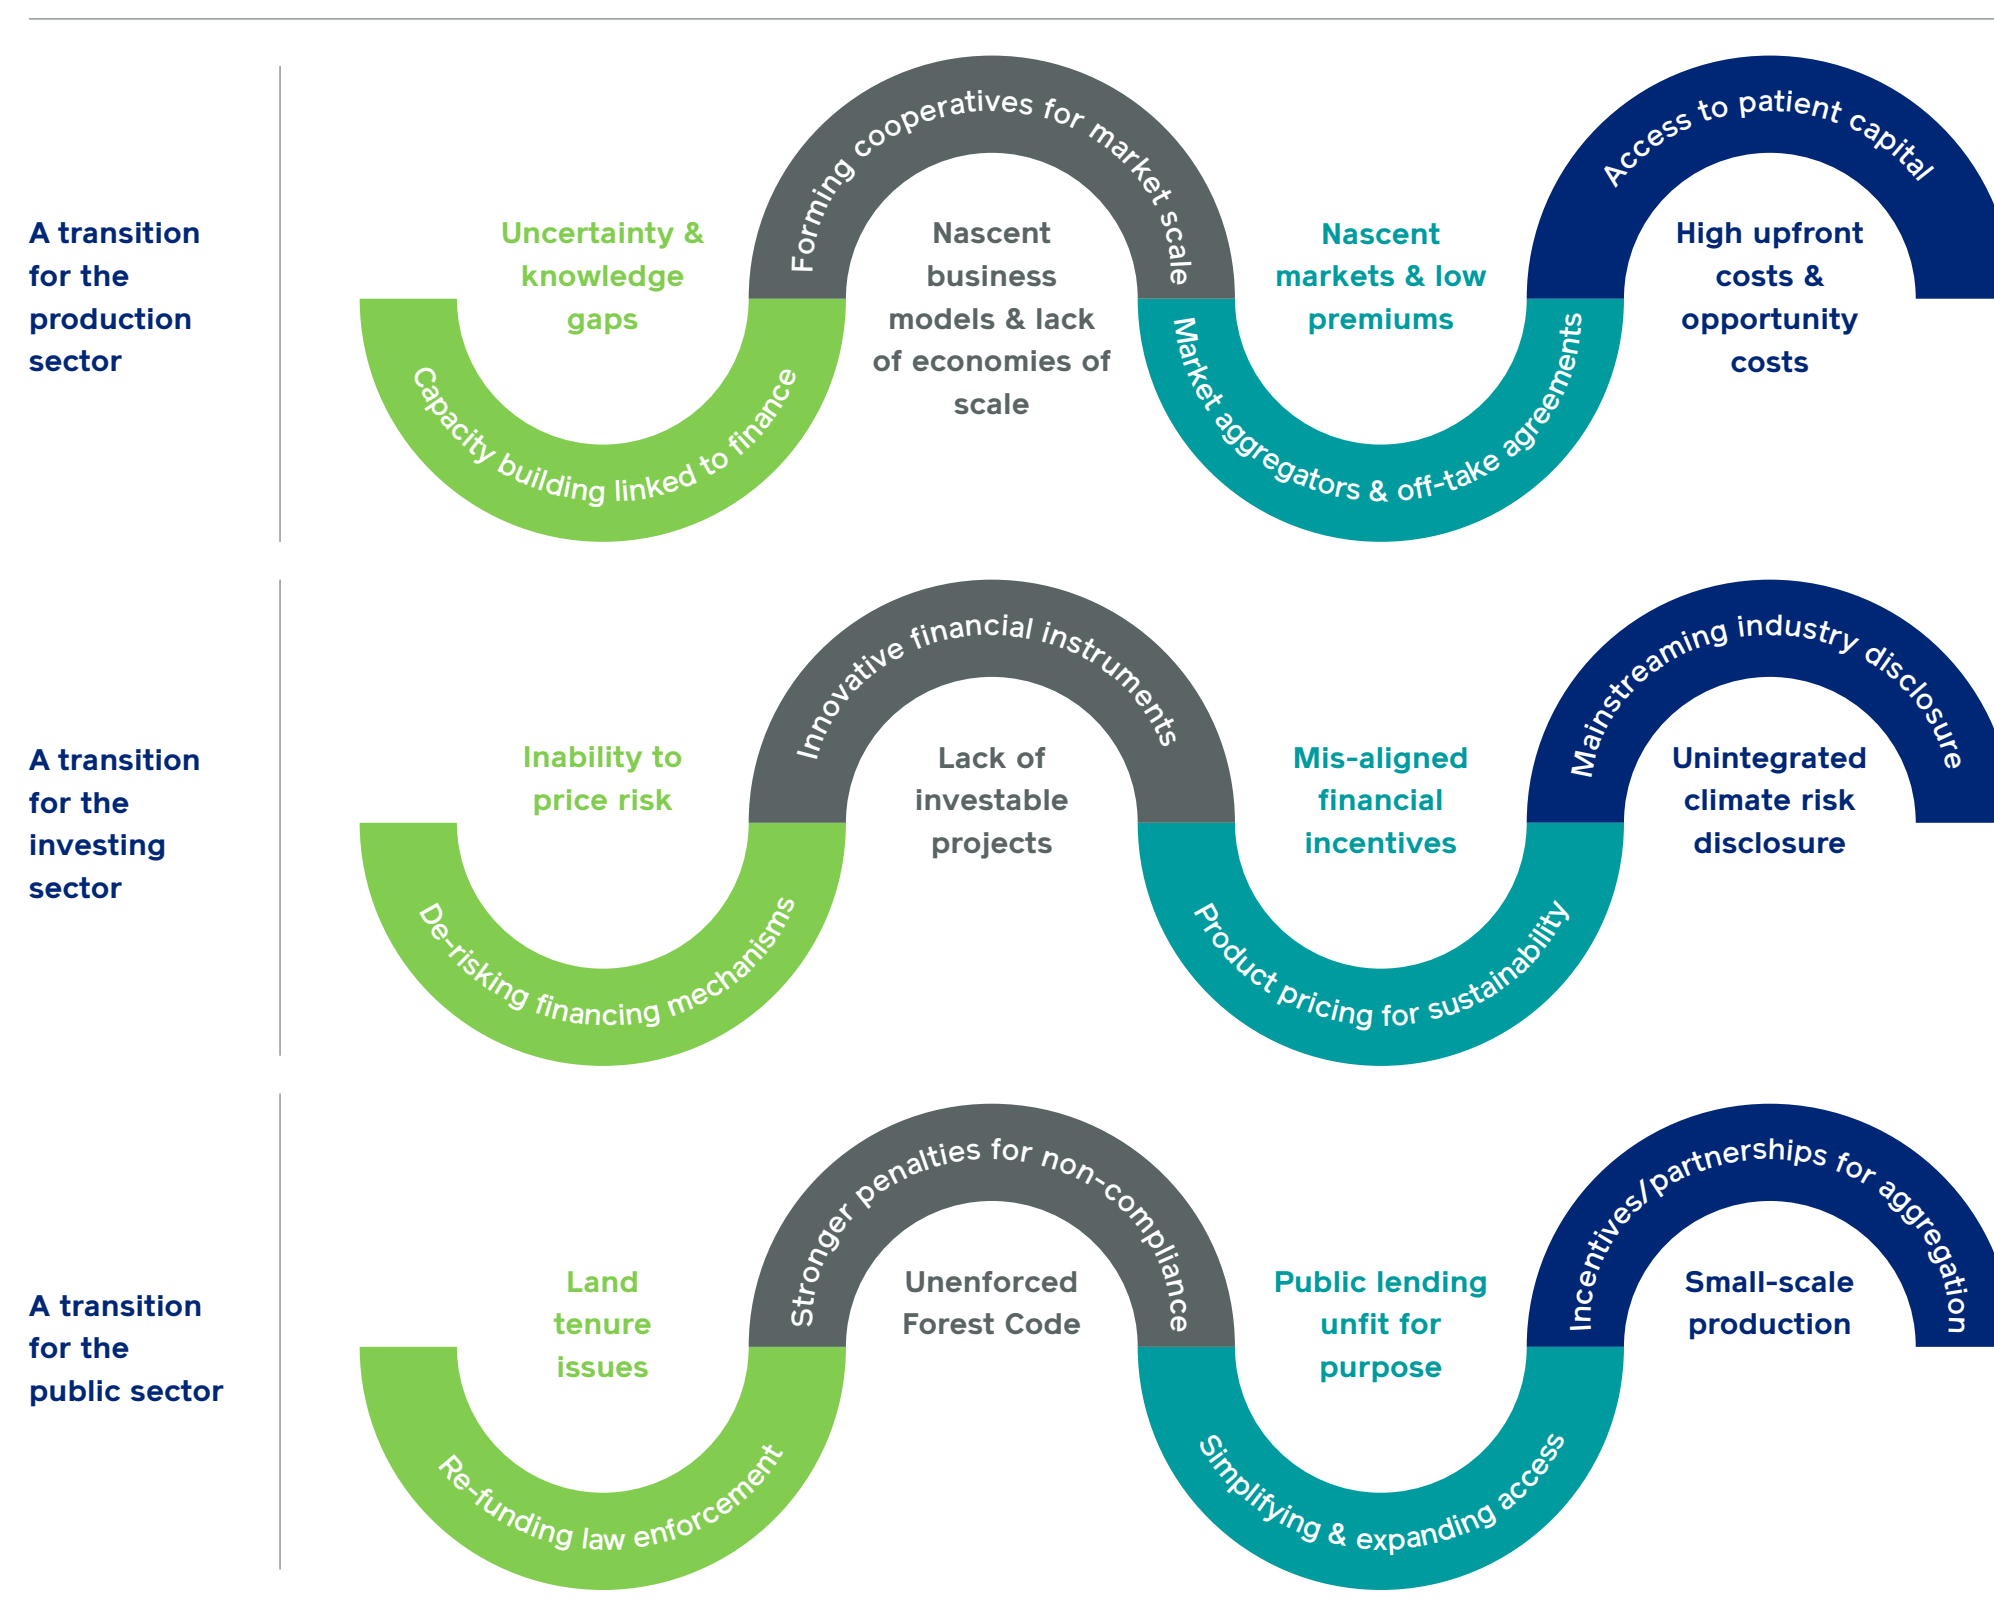 A transition
for the
production
sector
Uncertainty &
knowledge
gaps
Capacity building linked to finance
Forming cooperatives for market scale
Nascent
business
models & lack
of economies of
scale
Nascent
markets & low
premiums
Market aggregators & off-take agreements
Access to patient capital
High upfront
costs &
opportunity
costs
A transition
for the
investing
sector
Inability to
price risk
De-risking financing mechanisms
Innovative financial instruments
Lack of
investable
projects
Mis-aligned
financial
incentives
Product pricing for sustainability
Mainstreaming industry disclosure
Unintegrated
climate risk
disclosure
A transition
for the
public sector
Land
tenure
issues
Re-funding law enforcement
Stronger penalties for non-compliance
Unenforced
Forest Code
Public lending
unfit for
purpose
Simplifying & expanding access
Incentives/partnerships for aggregation
Small-scale
production